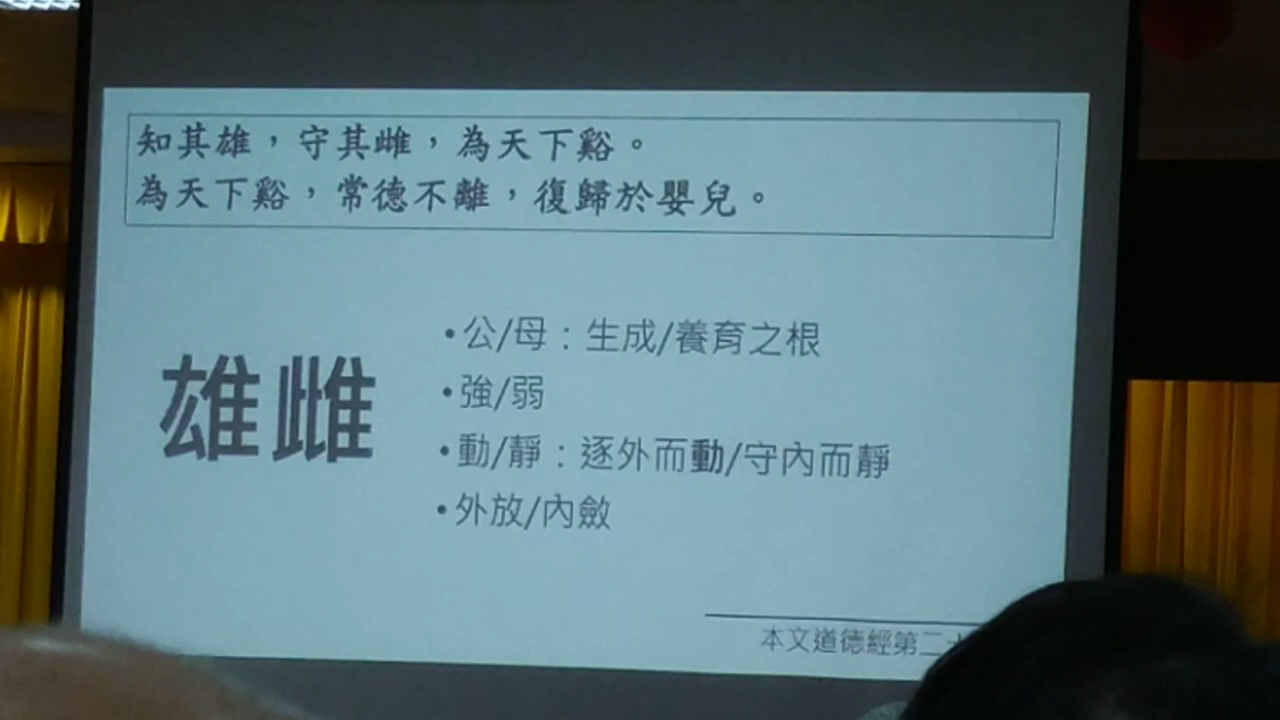 知其雄，守其雌，為天下谿。
為天下谿，常德不離，復歸於嬰兒。
雄雌
•公/母：生成/養育之根
•強/弱
•動/靜：逐外而動/守內而靜
•外放/內斂
本文道德經第二十